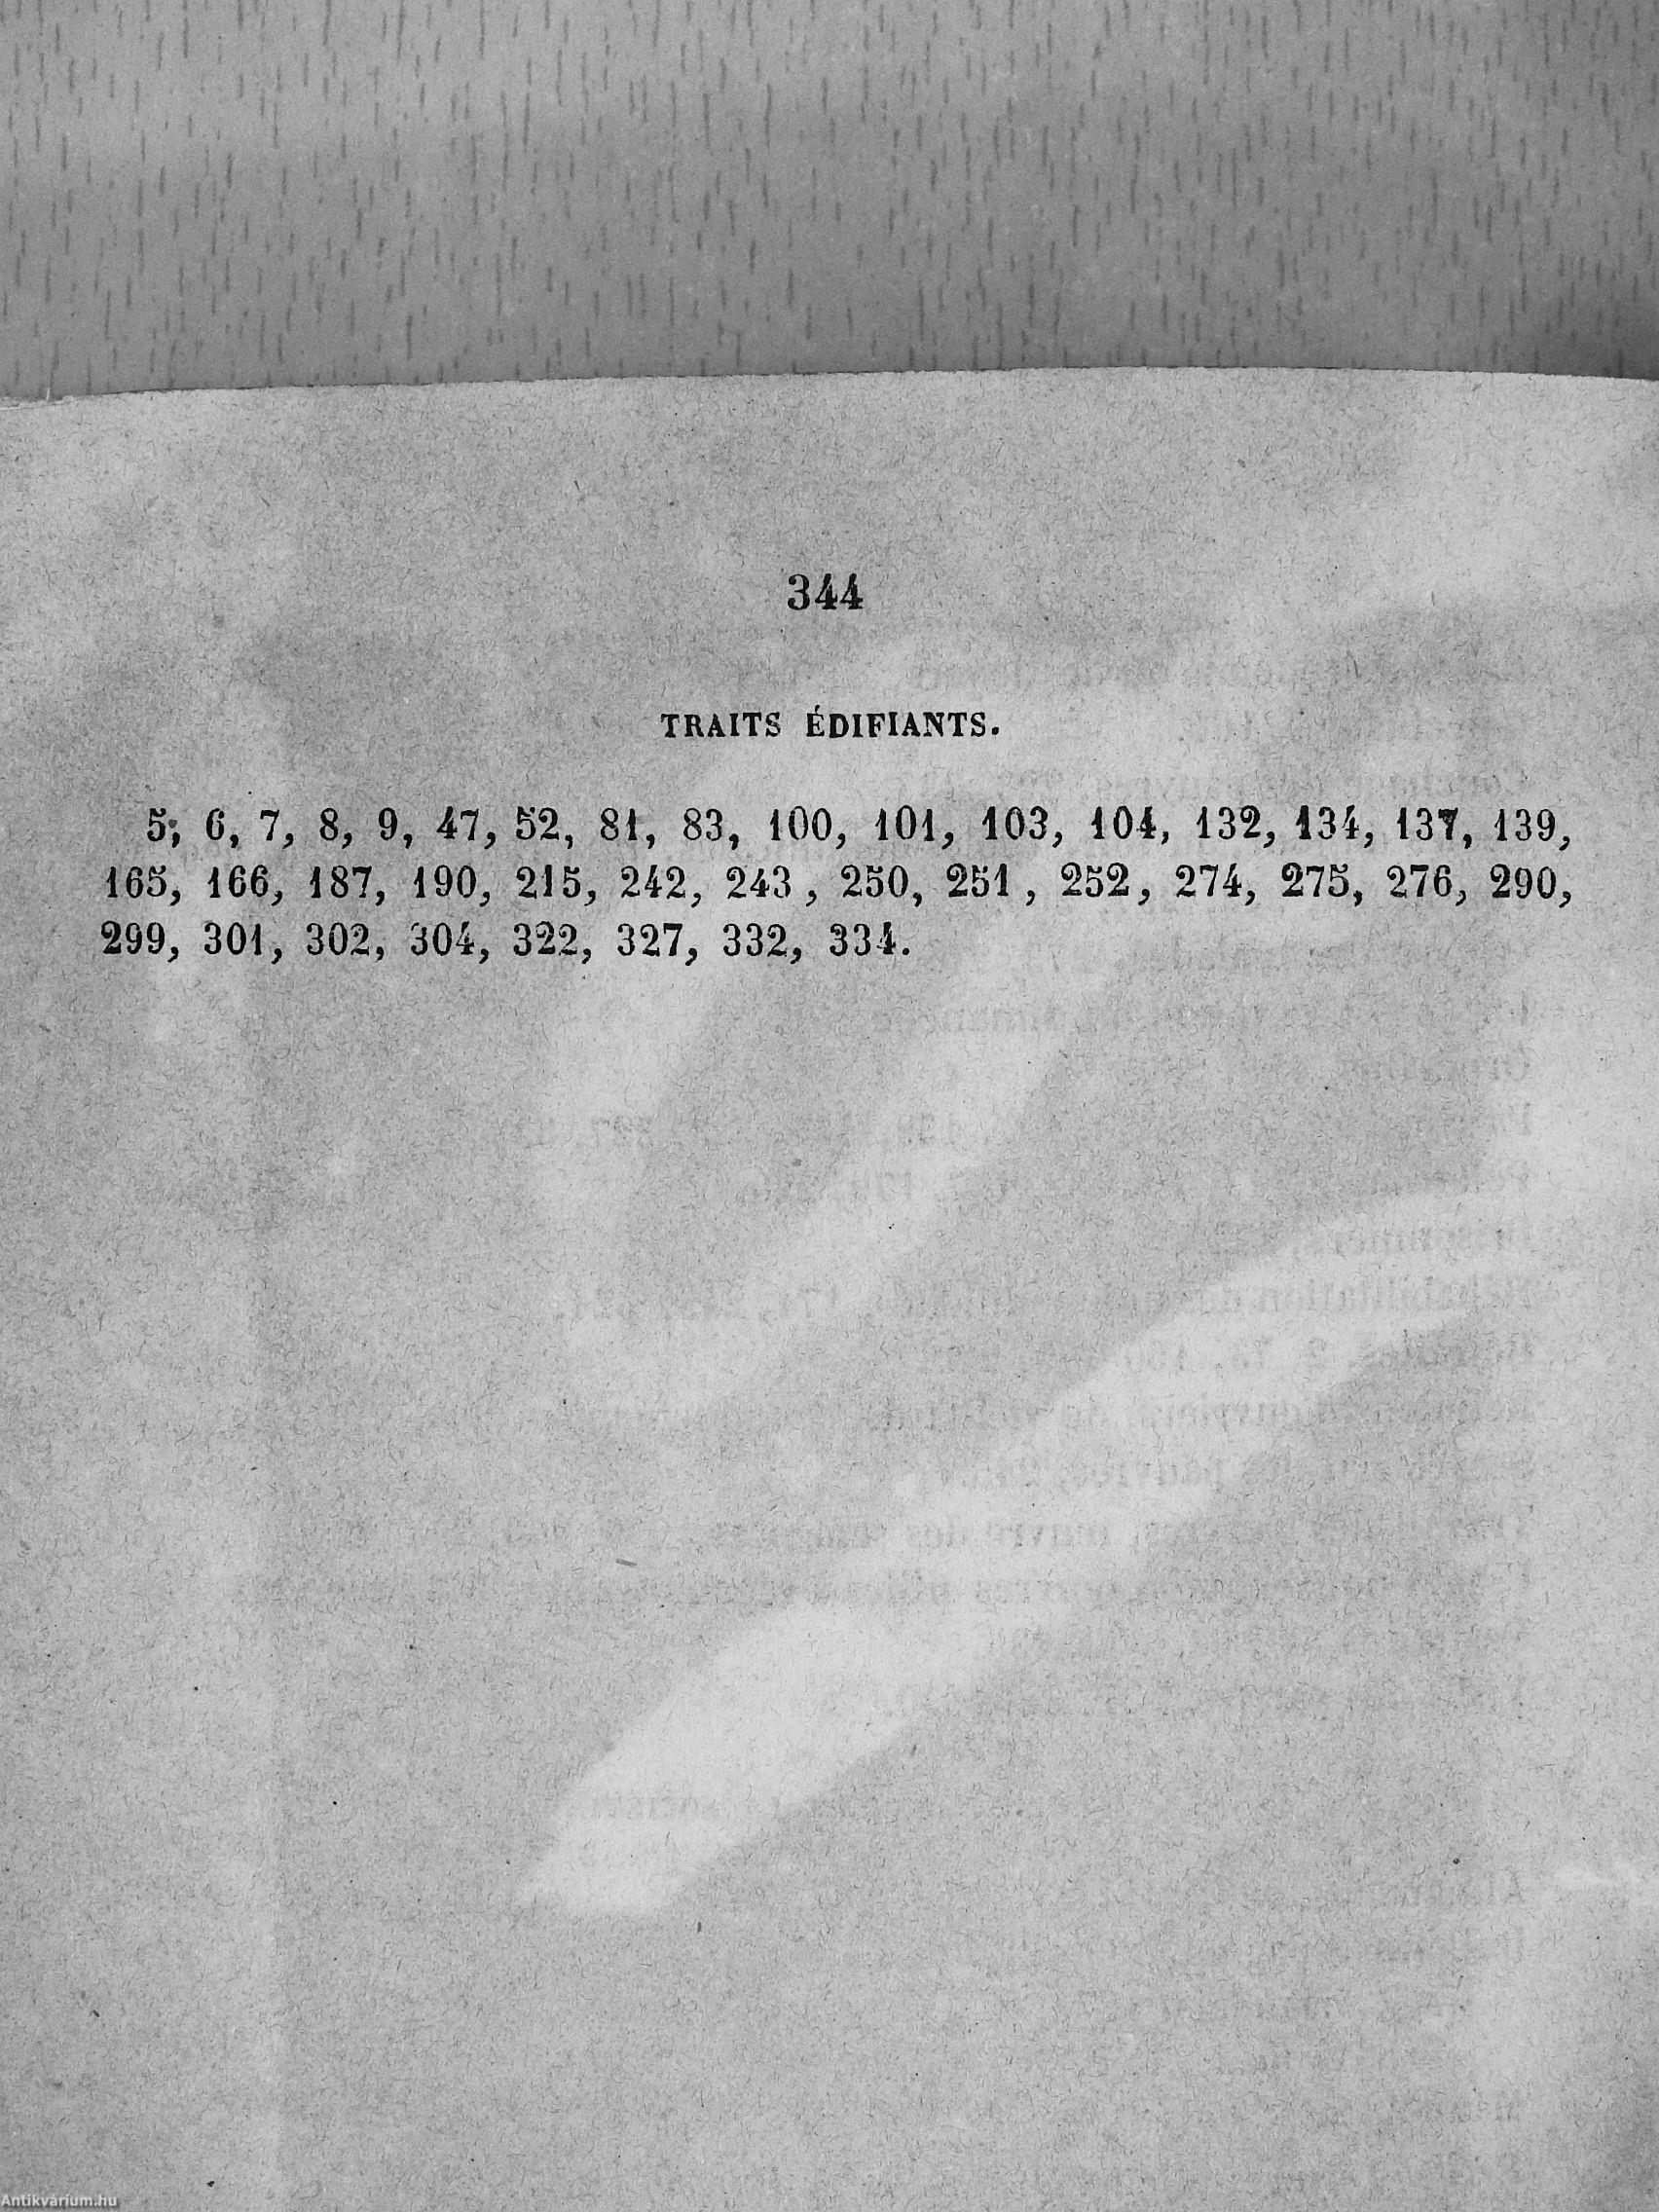 344
TRAITS ÉDIFIANTS.
5, 6, 7, 8, 9, 47, 52, 81, 83, 100, 101, 103, 104, 132, 134, 137, 139,
165, 166, 187, 190, 215, 242, 243, 250, 251, 252, 274, 275, 276, 290,
299, 301, 302, 304, 322, 327, 332, 334.
Antikvárium.hu